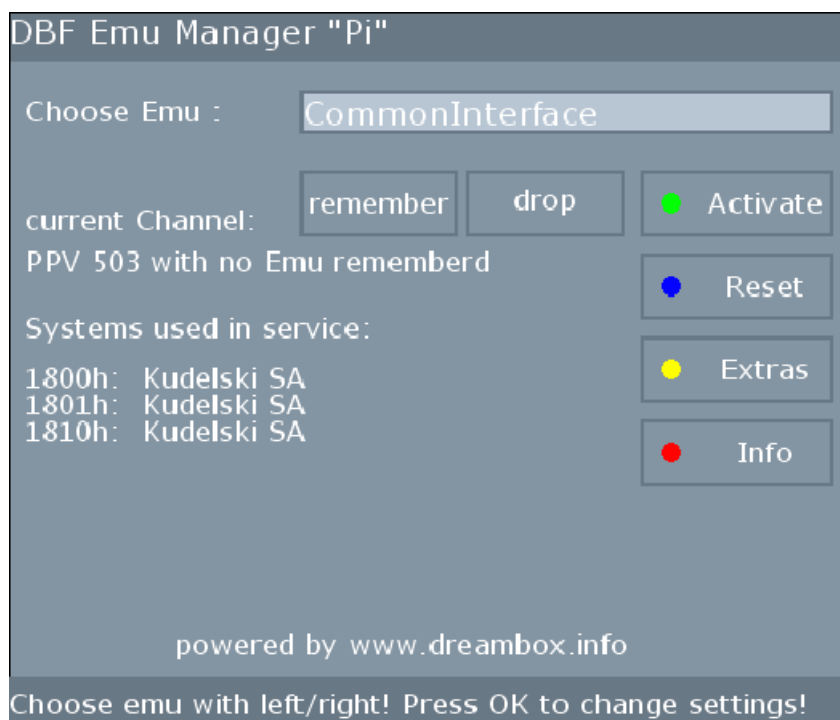 DBF Emu Manager "Pi"
Choose Emu :
CommonInterface
remember
drop
Activate
current Channel:
PPV 503 with no Emu rememberd
Reset
Systems used in service:
1800h: Kudelski SA
Extras
1801h: Kudelski SA
1810h: Kudelski SA
Info
powered by www.dreambox.info
Choose emu with left/right! Press OK to change settings!